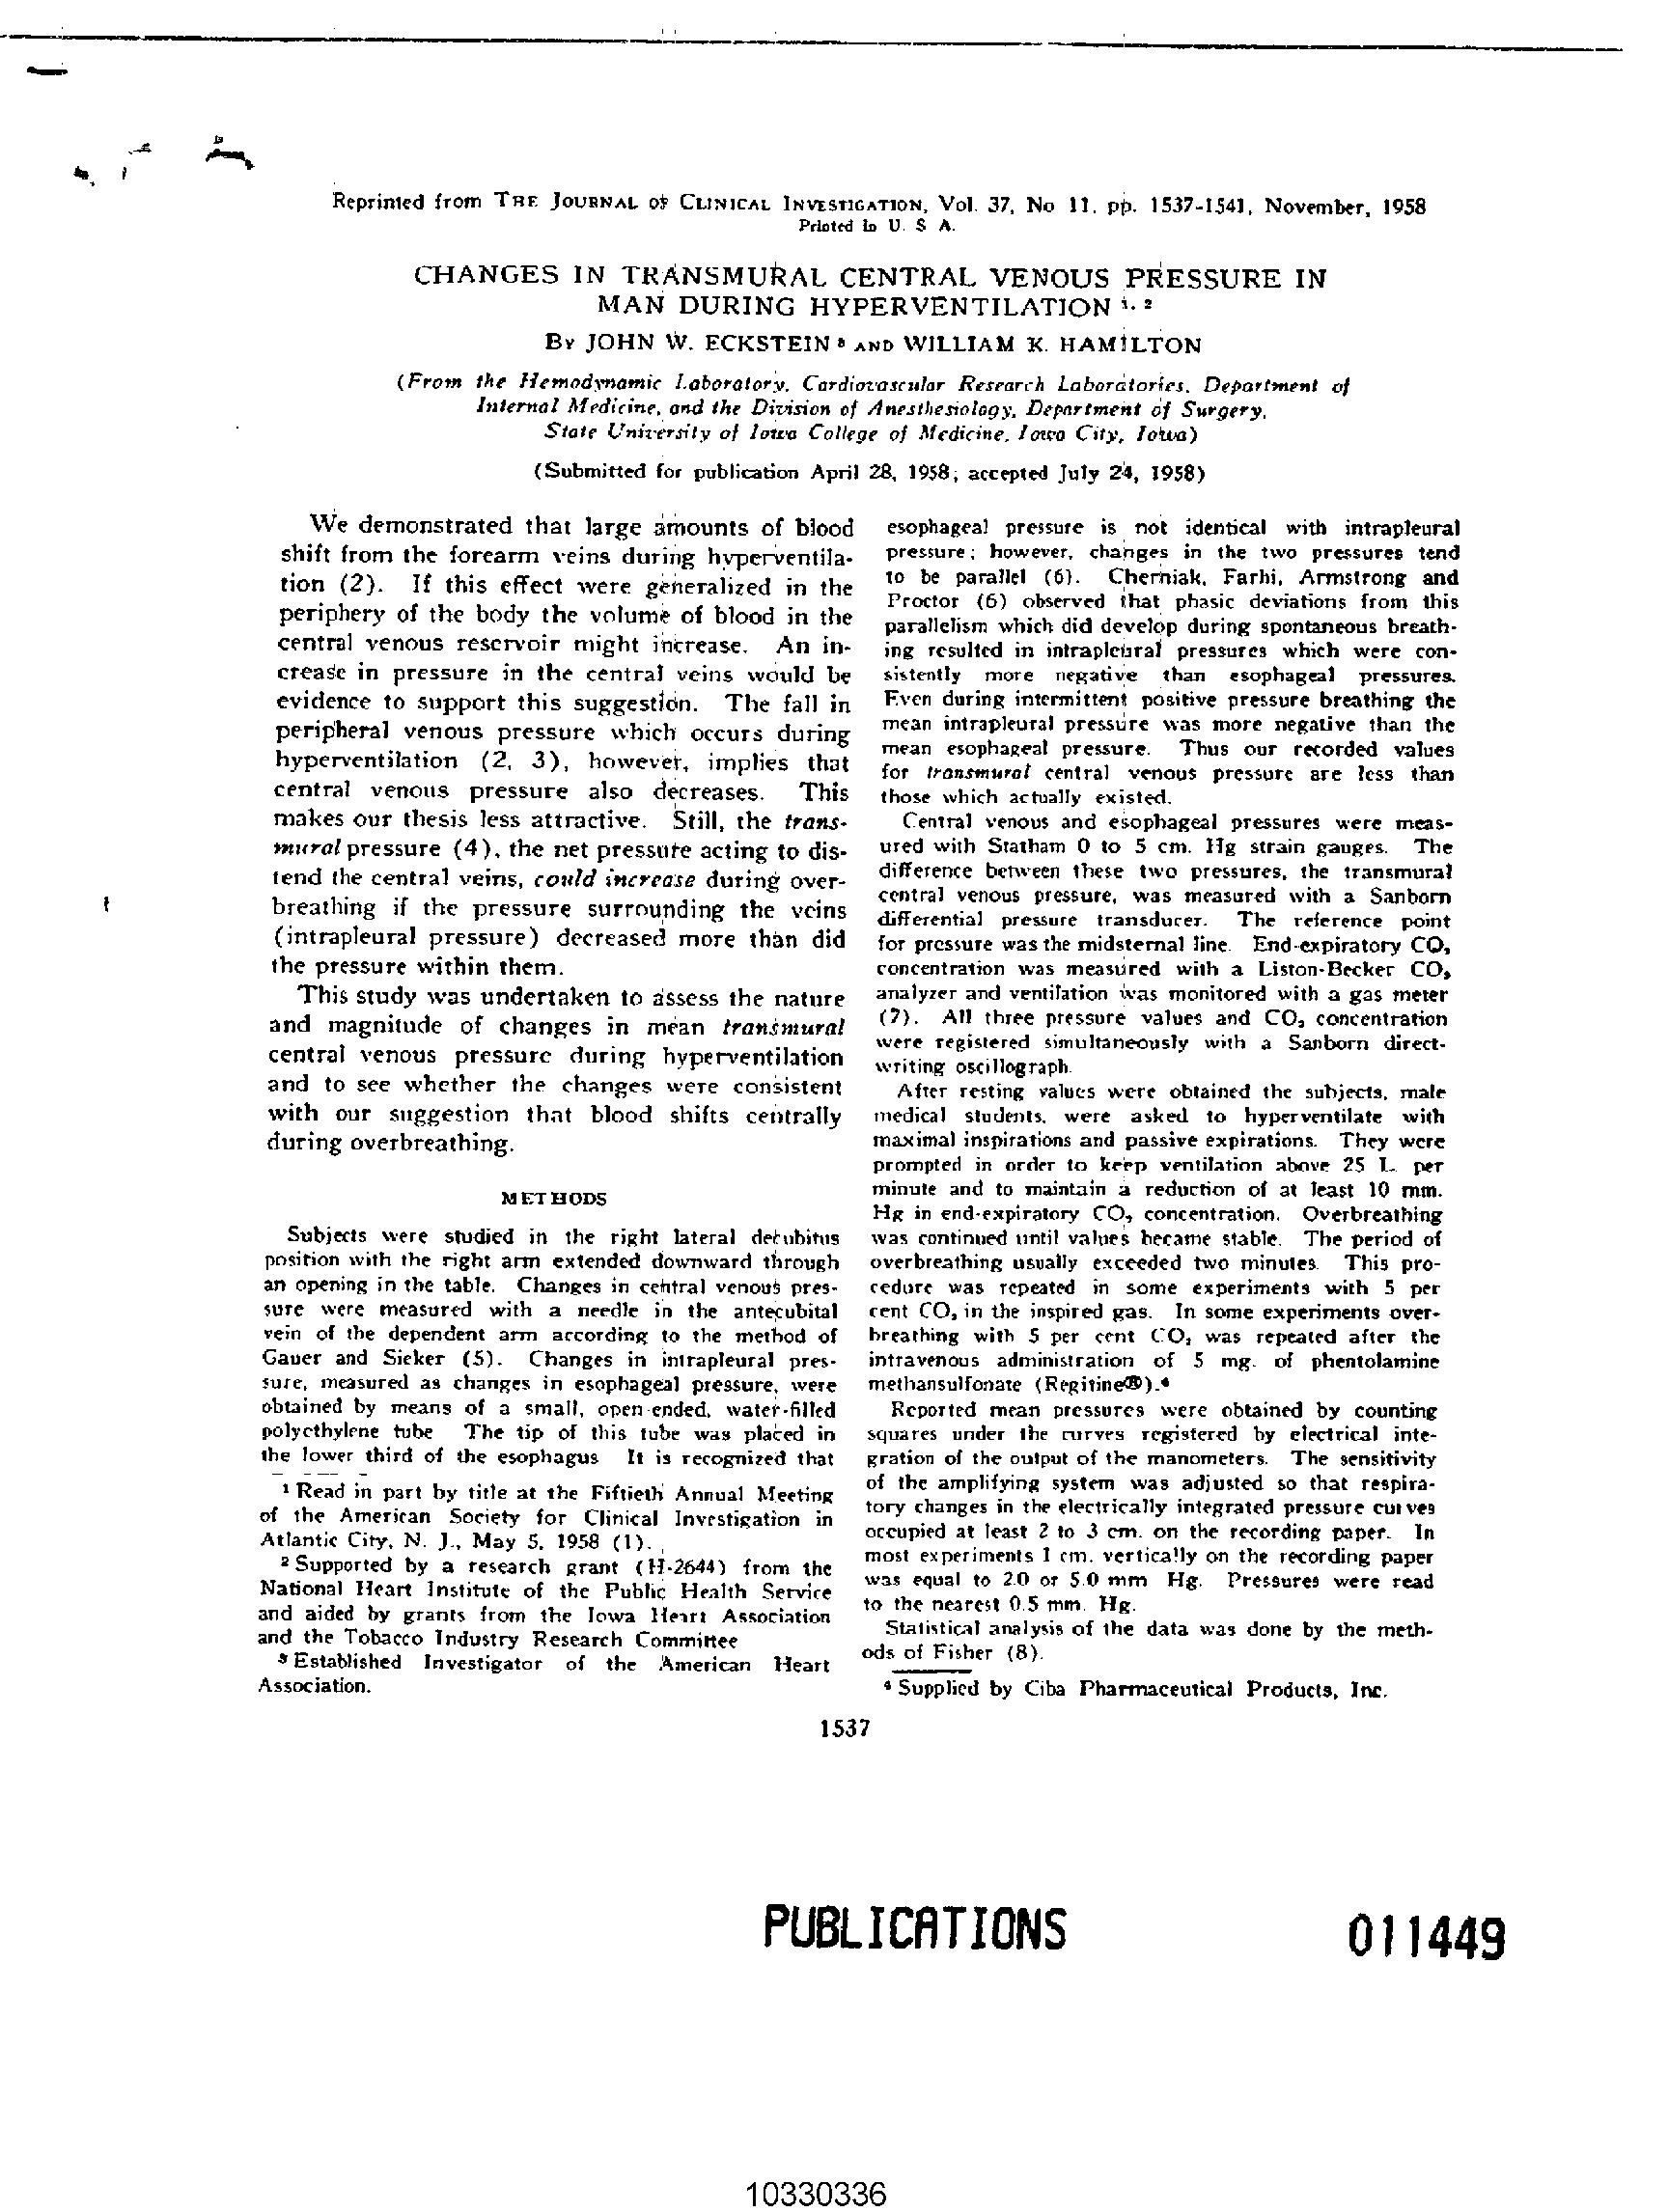 Reprinted from THE JOURNAL OF CLINICAL INVESTIGATION, Vol. 37, No 11, pp. 1537-1541, November, 1958
Printed in U. S A.
CHANGES IN TRANSMURAL CENTRAL VENOUS PRESSURE IN
MAN DURING HYPERVENTILATION 1, 2
By JOHN W. ECKSTEIN 3 AND WILLIAM K. HAMILTON
(From the Hemodynamic Laboratory, Cardiovascular Research Laboratories, Department of
Internal Medicine, and the Division of Anesthesiology, Department of Surgery,
State University of Iowa College of Medicine, Iowa City, Iowa)
(Submitted for publication April 28, 1958; accepted July 24, 1958)
We demonstrated that large amounts of blood
shift from the forearm veins during hyperventila-
tion (2). If this effect were generalized in the
periphery of the body the volume of blood in the
central venous reservoir might increase. An in-
crease in pressure in the central veins would be
evidence to support this suggestion. The fall in
peripheral venous pressure which occurs during
hyperventilation (2, 3), however, implies that
central venous pressure also decreases. This
makes our thesis less attractive. Still, the trans-
mural pressure (4), the net pressure acting to dis-
tend the central veins, could increase during over-
breathing if the pressure surrounding the veins
(intrapleural pressure) decreased more than did
the pressure within them.
This study was undertaken to assess the nature
and magnitude of changes in mean transmural
central venous pressure during hyperventilation
and to see whether the changes were consistent
with our suggestion that blood shifts centrally
during overbreathing.
METHODS
Subjects were studied in the right lateral decubitus
position with the right arm extended downward through
an opening in the table. Changes in central venous pres-
sure were measured with a needle in the antecubital
vein of the dependent arm according to the method of
Gauer and Sieker (5). Changes in intrapleural pres-
sure, measured as changes in esophageal pressure, were
obtained by means of a small, open-ended, water-filled
polyethylene tube The tip of this tube was placed in
the lower third of the esophagus It is recognized that
1 Read in part by title at the Fiftieth Annual Meeting
of the American Society for Clinical Investigation in
Atlantic City, N. J., May 5, 1958 (1).
2 Supported by a research grant (H-2644) from the
National Heart Institute of the Public Health Service
and aided by grants from the Iowa Heart Association
and the Tobacco Industry Research Committee
3 Established Investigator of the American Heart
Association.
esophageal pressure is not identical with intrapleural
pressure; however, changes in the two pressures tend
to be parallel (6). Cherniak, Farhi, Armstrong and
Proctor (6) observed that phasic deviations from this
parallelism which did develop during spontaneous breath-
ing resulted in intrapleural pressures which were con-
sistently more negative than esophageal pressures.
Even during intermittent positive pressure breathing the
mean intrapleural pressure was more negative than the
mean esophageal pressure. Thus our recorded values
for transmural central venous pressure are less than
those which actually existed.
Central venous and esophageal pressures were meas-
ured with Statham 0 to 5 cm. Hg strain gauges. The
difference between these two pressures, the transmural
central venous pressure, was measured with a Sanborn
differential pressure transducer. The reference point
for pressure was the midsternal line. End-expiratory CO₂
concentration was measured with a Liston-Becker CO₂
analyzer and ventilation was monitored with a gas meter
(7). All three pressure values and CO₂ concentration
were registered simultaneously with a Sanborn direct-
writing oscillograph.
After resting values were obtained the subjects, male
medical students, were asked to hyperventilate with
maximal inspirations and passive expirations. They were
prompted in order to keep ventilation above 25 L. per
minute and to maintain a reduction of at least 10 mm.
Hg in end-expiratory CO₂ concentration. Overbreathing
was continued until values became stable. The period of
overbreathing usually exceeded two minutes. This pro-
cedure was repeated in some experiments with 5 per
cent CO₂ in the inspired gas. In some experiments over-
breathing with 5 per cent CO₂ was repeated after the
intravenous administration of 5 mg. of phentolamine
methansulfonate (Regitine®).4
Reported mean pressures were obtained by counting
squares under the curves registered by electrical inte-
gration of the output of the manometers. The sensitivity
of the amplifying system was adjusted so that respira-
tory changes in the electrically integrated pressure curves
occupied at least 2 to 3 cm. on the recording paper. In
most experiments 1 cm. vertically on the recording paper
was equal to 2.0 or 5.0 mm Hg. Pressures were read
to the nearest 0.5 mm. Hg.
Statistical analysis of the data was done by the meth-
ods of Fisher (8).
4 Supplied by Ciba Pharmaceutical Products, Inc.
1537
PUBLICATIONS
011449
10330336